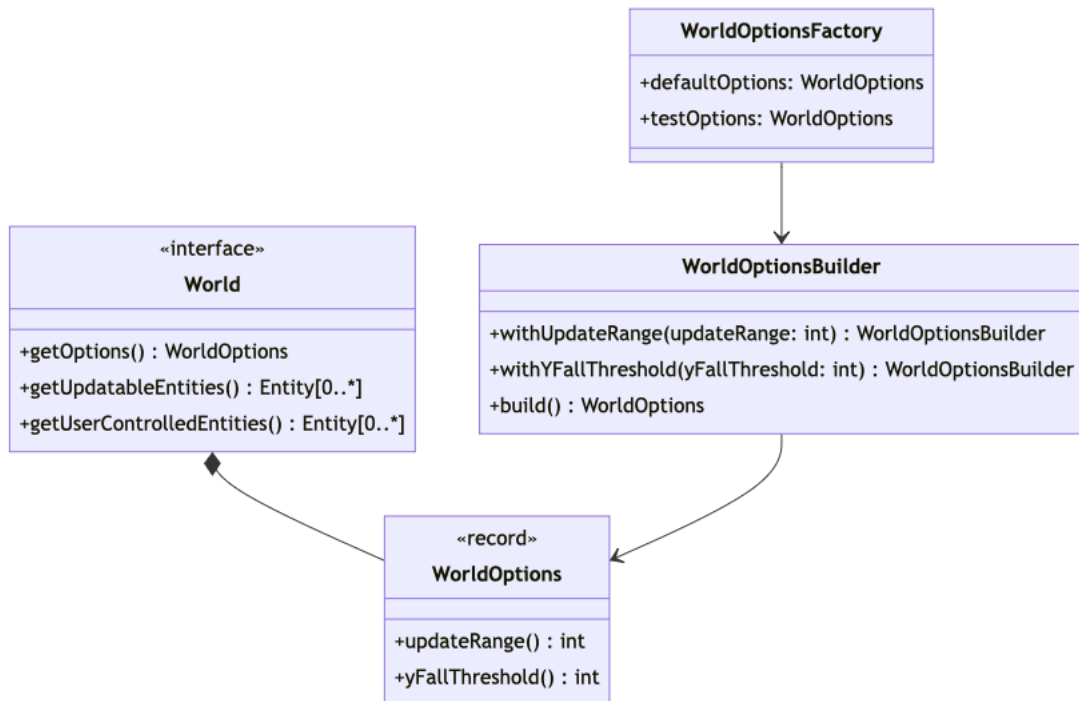 WorldOptionsFactory
+defaultOptions: WorldOptions
+testOptions: WorldOptions
«interface»
World
+getOptions() : WorldOptions
+getUpdatableEntities() : Entity[0..*]
+getUserControlledEntities() : Entity[0..*]
WorldOptionsBuilder
+withUpdateRange(updateRange: int) : WorldOptionsBuilder
+withYFallThreshold(yFallThreshold: int) : WorldOptionsBuilder
+build() : WorldOptions
«record»
WorldOptions
+updateRange() : int
+yFallThreshold() : int